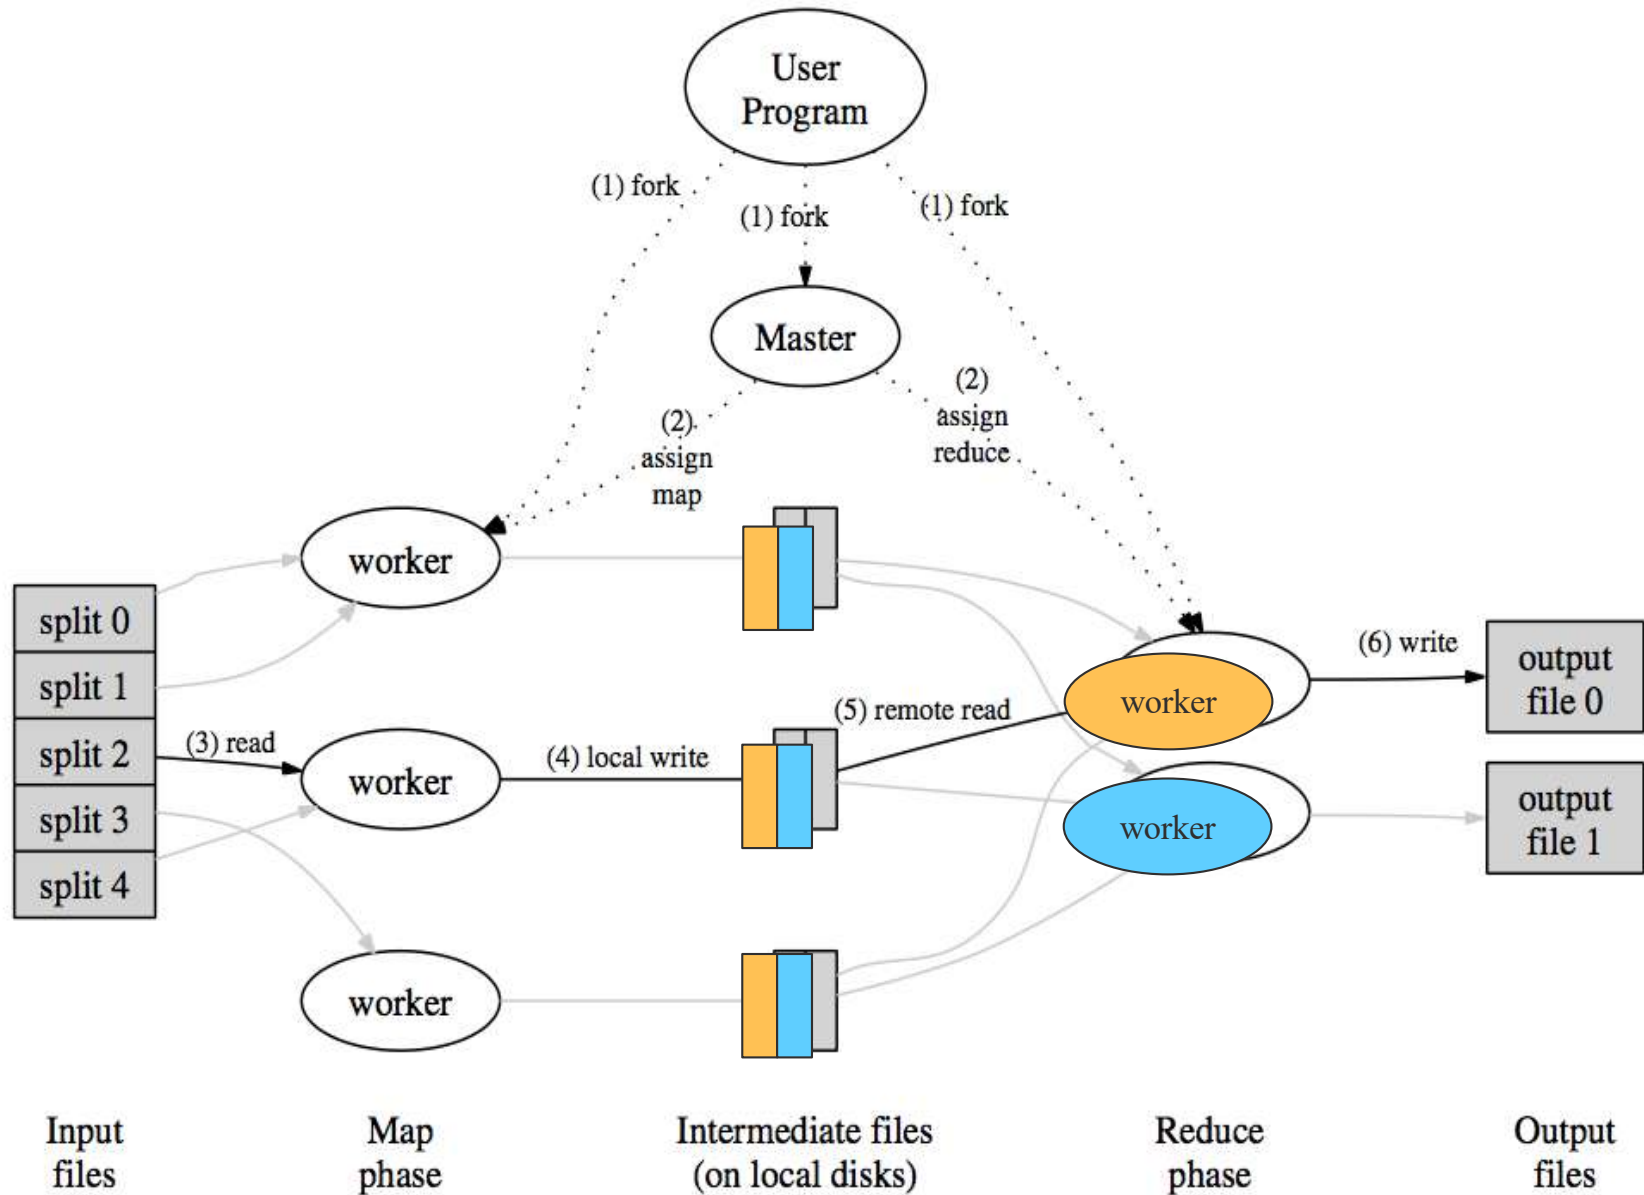 User
Program
(1) fork
(1) fork
(1) fork
Master
(2)
assign
map
(2)
assign
reduce
split 0
split 1
split 2
split 3
split 4
worker
worker
worker
(3) read
(4) local write
(5) remote read
worker
worker
(6) write
output
file 0
output
file 1
Input
files
Map
phase
Intermediate files
(on local disks)
Reduce
phase
Output
files